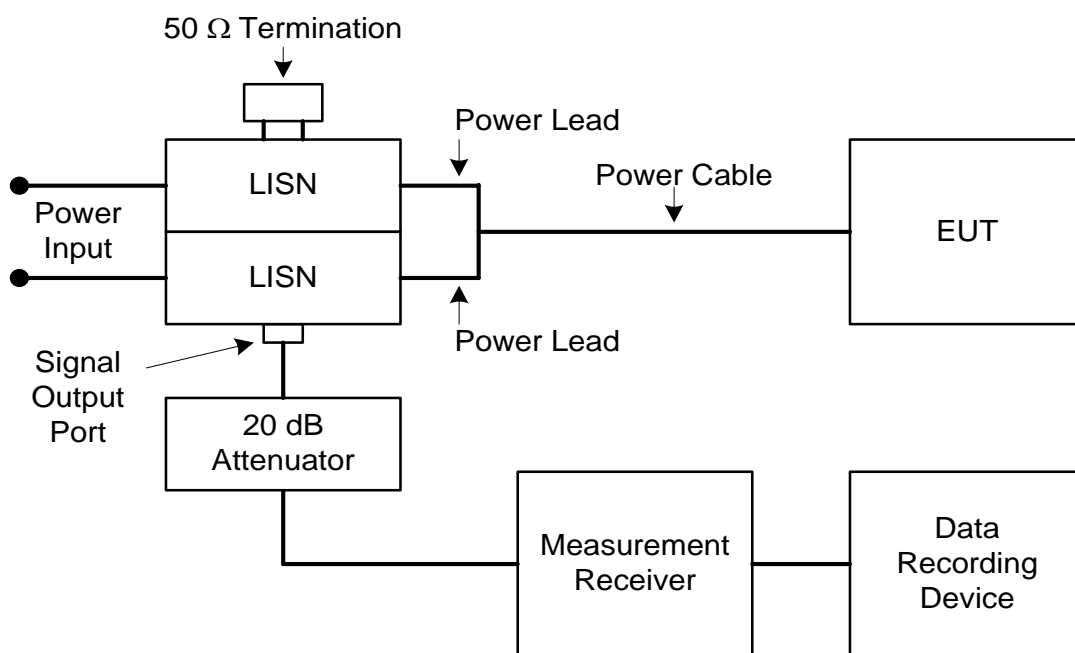 50 Ω Termination
Power Lead
LISN
Power Cable
Power
Input
EUT
LISN
Power Lead
Signal
Output
Port
20 dB
Attenuator
Measurement
Receiver
Data
Recording
Device